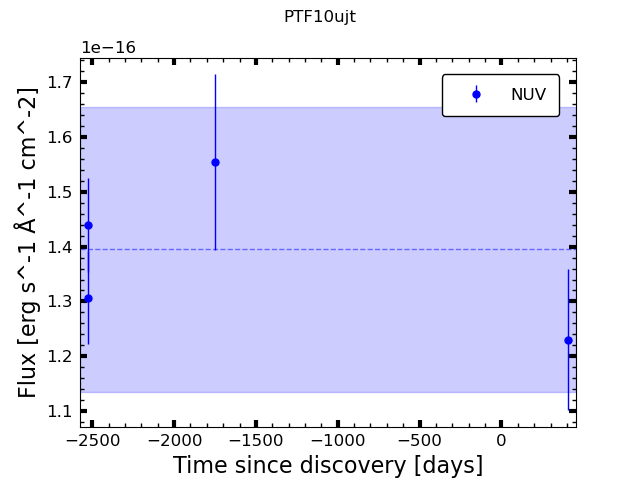 PTF10ujt
1e−16
NUV
1.7
1.6
1.5
1.4
1.3
1.2
1.1
Flux [erg s^-1 Å^-1 cm^-2]
−2500 −2000 −1500 −1000 −500 0
Time since discovery [days]